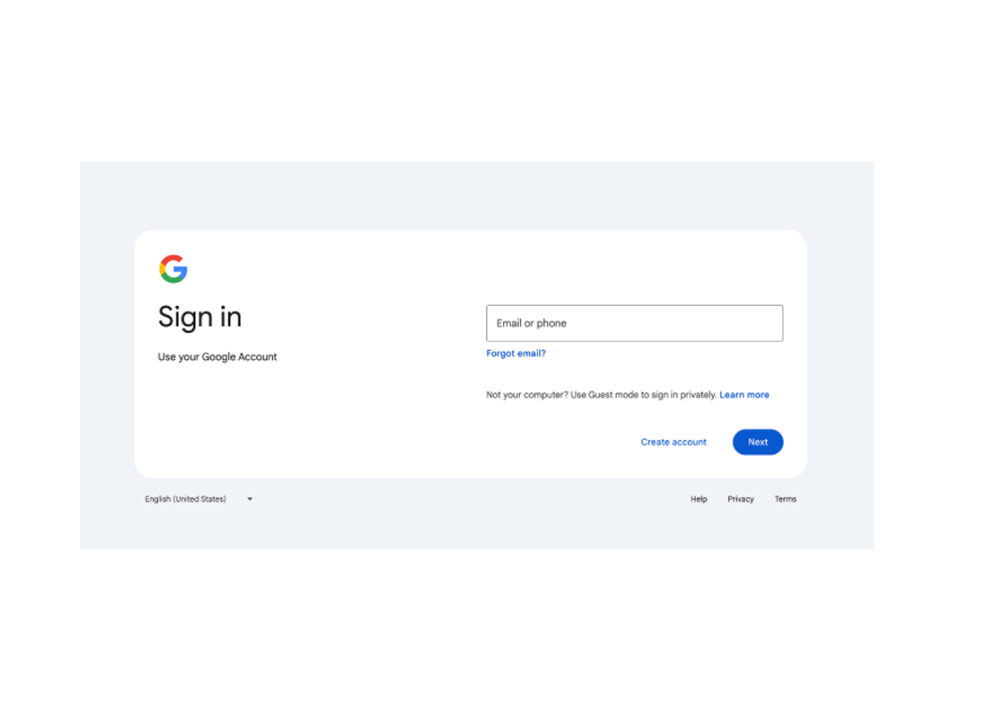 Sign in
Use your Google Account
Email or phone
Forgot email?
Not your computer? Use Guest mode to sign in privately. Learn more
Create account
Next
English (United States)
Help
Privacy
Terms